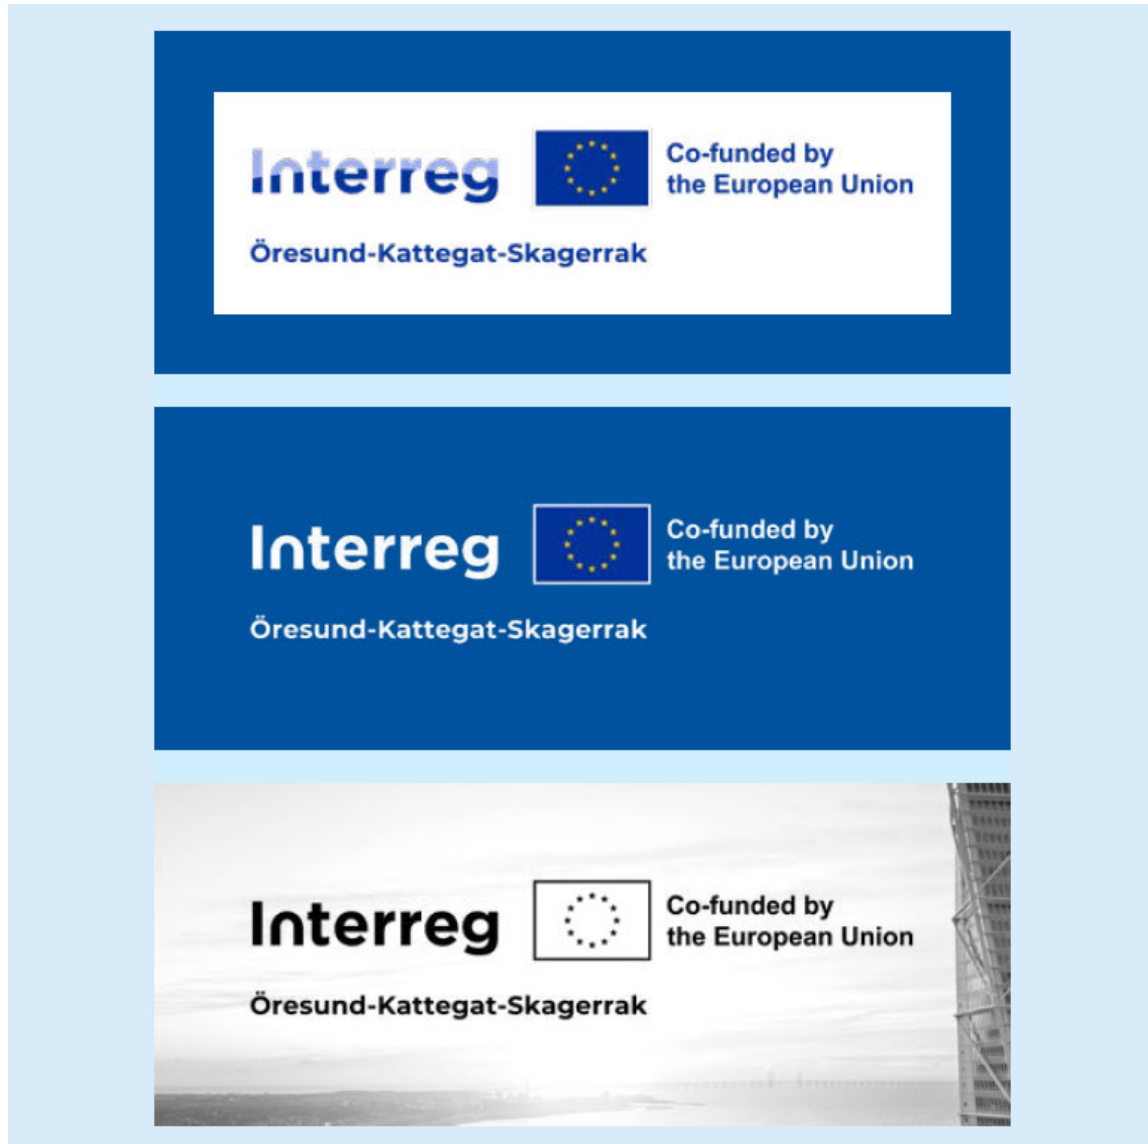 Interreg
Co-funded by
the European Union
Öresund-Kattegat-Skagerrak
Interreg
Co-funded by
the European Union
Öresund-Kattegat-Skagerrak
Interreg
Co-funded by
the European Union
Öresund-Kattegat-Skagerrak